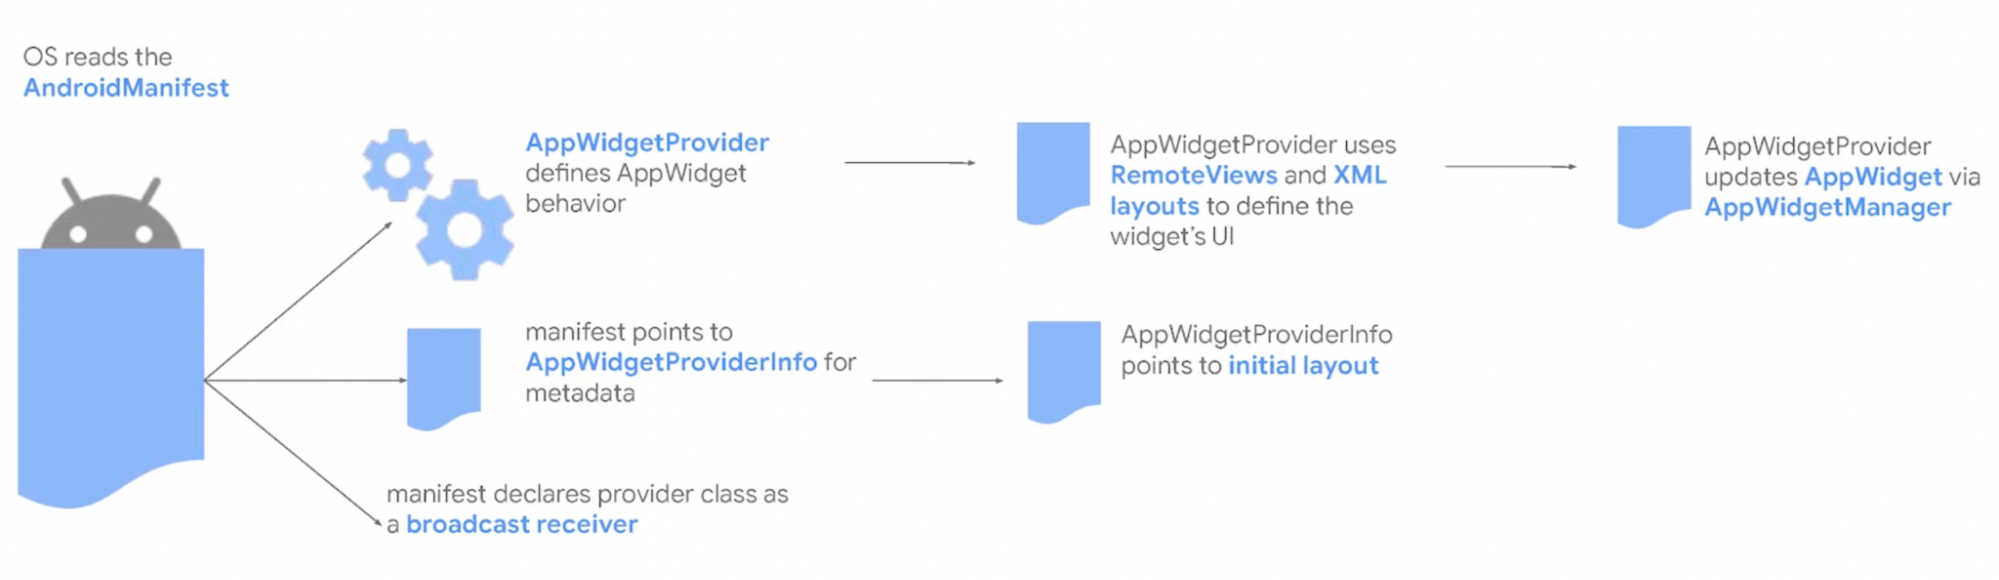 OS reads the
AndroidManifest
AppWidgetProvider
defines AppWidget
behavior
AppWidgetProvider uses
RemoteViews and XML
layouts to define the
widget's UI
AppWidgetProvider
updates AppWidget via
AppWidgetManager
manifest points to
AppWidgetProviderInfo for
metadata
AppWidgetProviderInfo
points to initial layout
manifest declares provider class as
a broadcast receiver